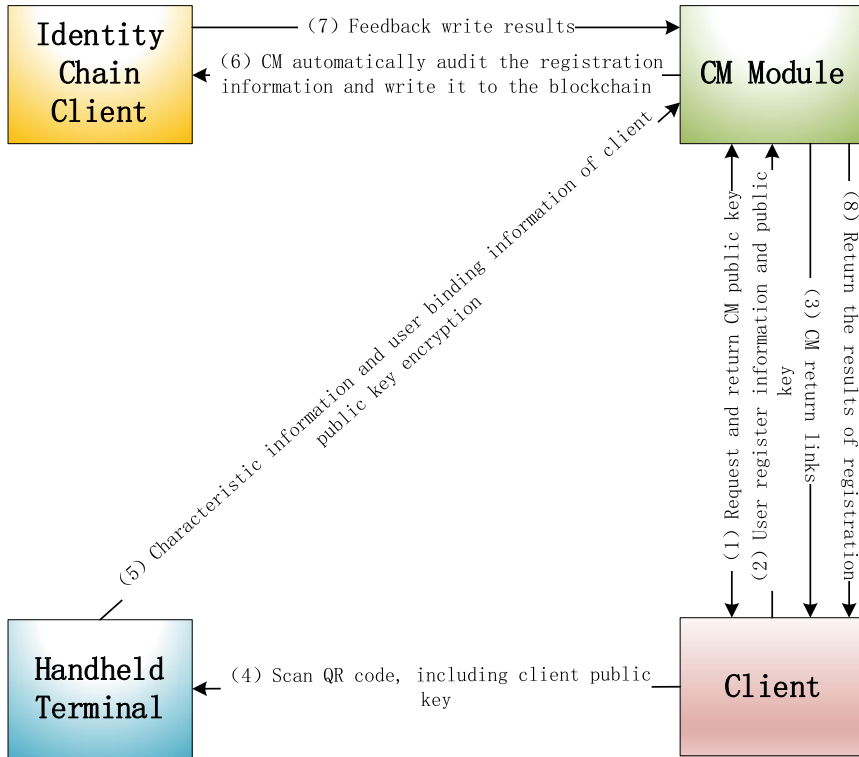 Identity
Chain
Client
(7) Feedback write results
(6) CM automatically audit the registration
information and write it to the blockchain
CM Module
(5) Characteristic information and user binding information of client
public key encryption
(1) Request and return CM public key
(2) User register information and public
key
(3) CM return links
(8) Return the results of registration
Handheld
Terminal
(4) Scan QR code, including client public
key
Client